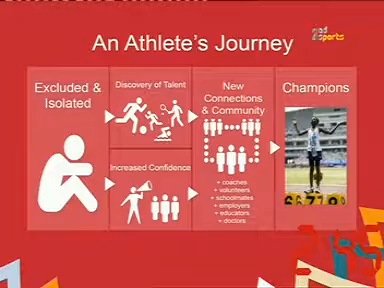 2nd sports
An Athlete's Journey
Excluded &
Isolated
Discovery of Talent
Increased Confidence
New
Connections
& Community
+ coaches
+ volunteers
+ schoolmates
+ employers
+ educators
+ doctors
Champions